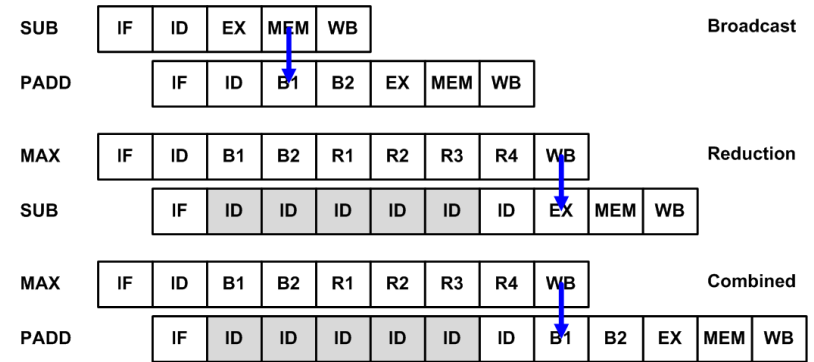 SUB IF ID EX MEM WB Broadcast
PADD IF ID B1 B2 EX MEM WB
MAX IF ID B1 B2 R1 R2 R3 R4 WB Reduction
SUB IF ID ID ID ID ID ID EX MEM WB
MAX IF ID B1 B2 R1 R2 R3 R4 WB Combined
PADD IF ID ID ID ID ID ID B1 B2 EX MEM WB